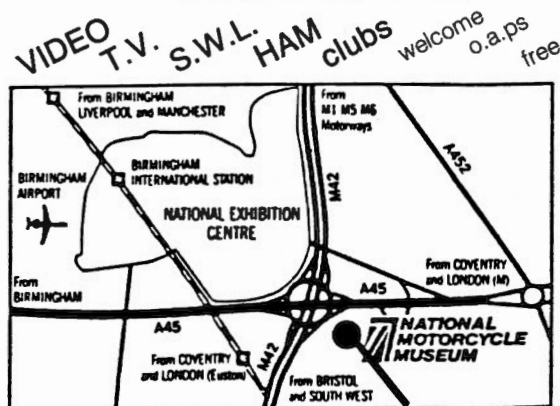 VIDEO T.V. S.W.L. HAM clubs welcome o.a.ps free
From BIRMINGHAM
LIVERPOOL and MANCHESTER
From
M1 M5 M6
Motorways
A452
M42
BIRMINGHAM
INTERNATIONAL STATION
BIRMINGHAM
AIRPORT
NATIONAL EXHIBITION
CENTRE
From
BIRMINGHAM
From COVENTRY
and LONDON (M)
A45
A45
NATIONAL
MOTORCYCLE
MUSEUM
M42
From COVENTRY
and LONDON (Euston)
From BRISTOL
and SOUTH WEST